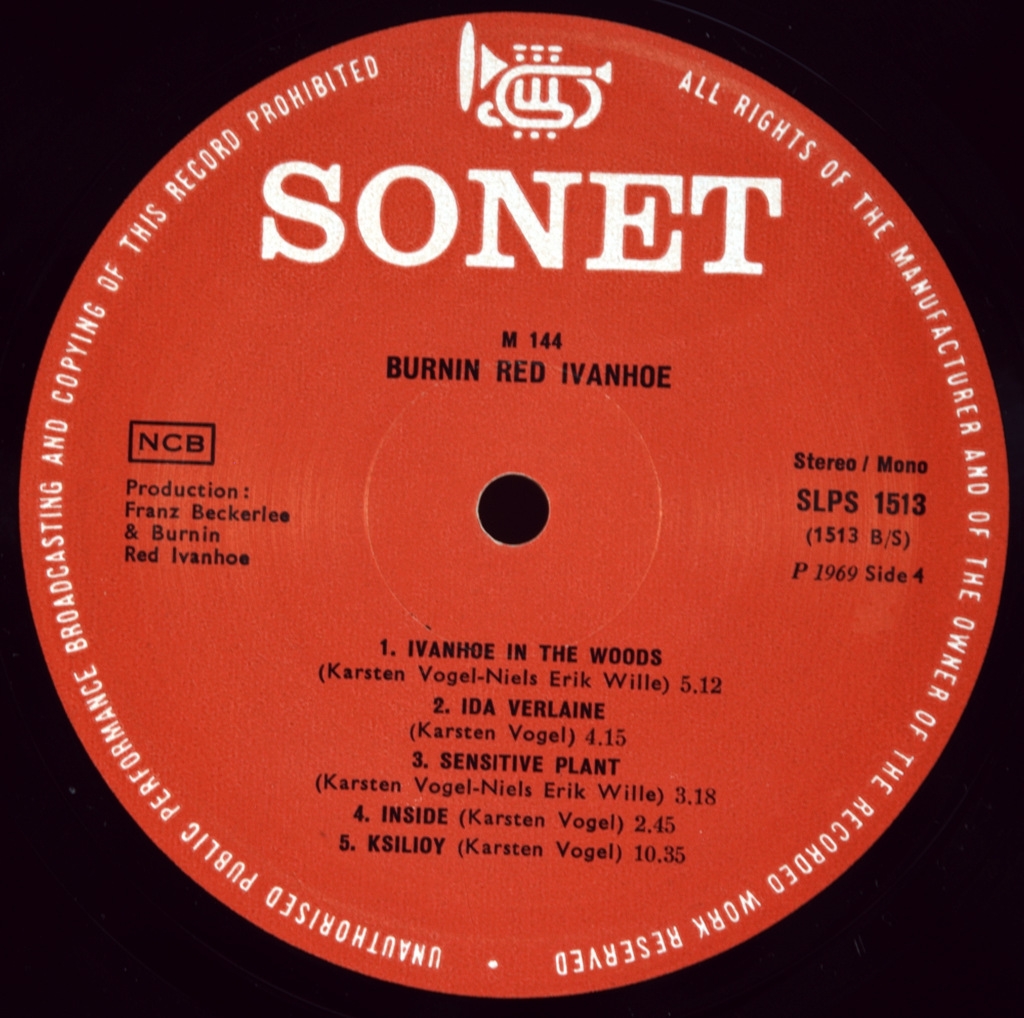 UNAUTHORISED PUBLIC PERFORMANCE BROADCASTING AND COPYING OF THIS RECORD PROHIBITED
ALL RIGHTS OF THE MANUFACTURER AND OF THE OWNER OF THE RECORDED WORK RESERVED •
SONET
M 144
BURNIN RED IVANHOE
NCB
Production:
Franz Beckerlee
& Burnin
Red Ivanhoe
Stereo / Mono
SLPS 1513
(1513 B/S)
P 1969 Side 4
1. IVANHOE IN THE WOODS
(Karsten Vogel-Niels Erik Wille) 5.12
2. IDA VERLAINE
(Karsten Vogel) 4.15
3. SENSITIVE PLANT
(Karsten Vogel-Niels Erik Wille) 3.18
4. INSIDE (Karsten Vogel) 2.45
5. KSILIOY (Karsten Vogel) 10.35